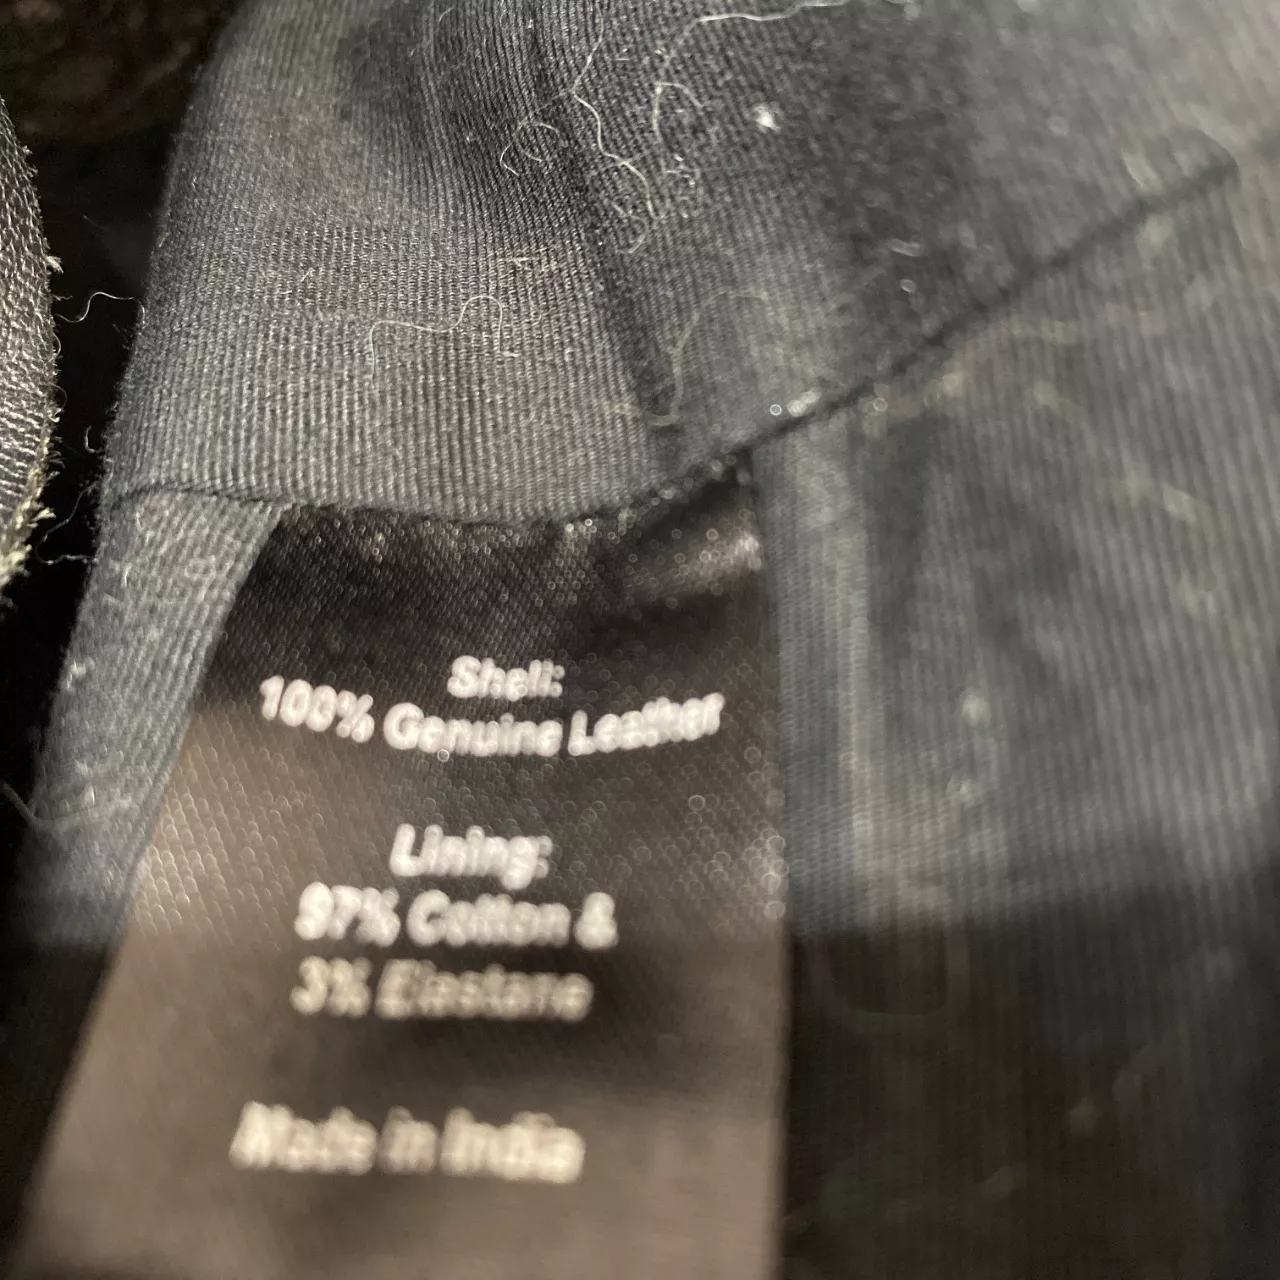 Shell:
100% Genuine Leather
Lining:
97% Cotton &
3% Elastane
Made in India